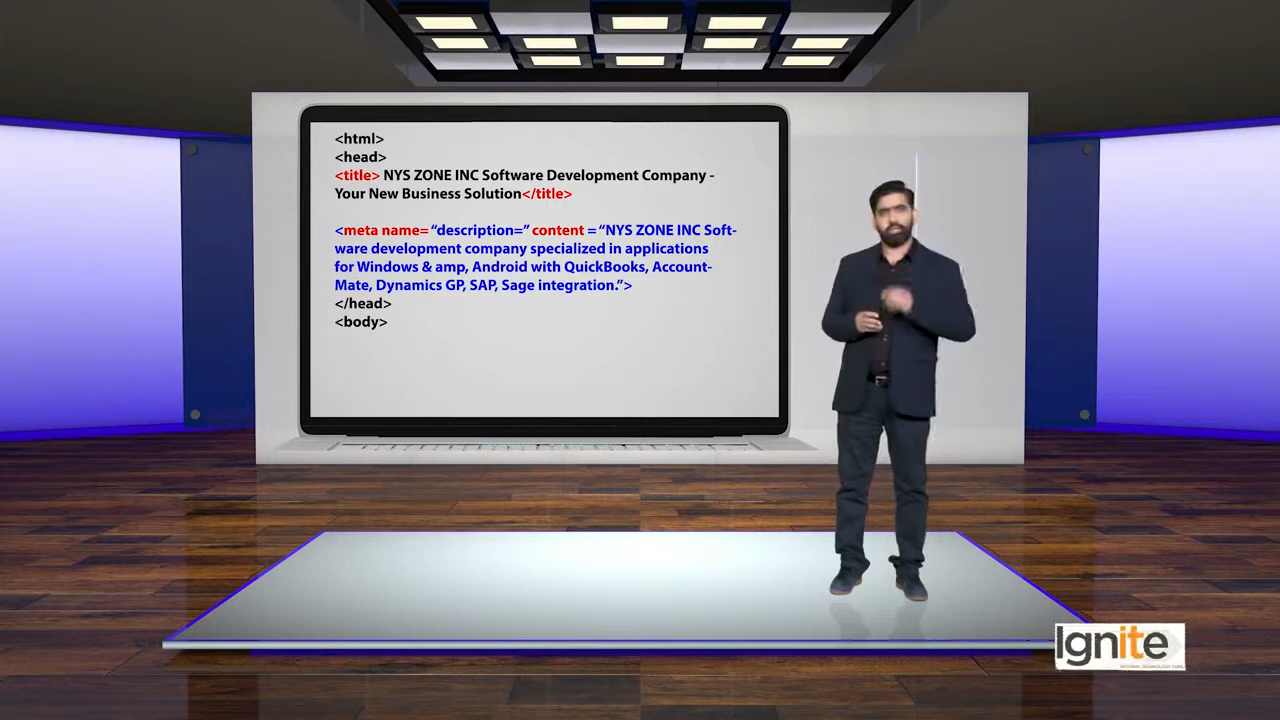 <html>
<head>
<title> NYS ZONE INC Software Development Company -
Your New Business Solution</title>
<meta name= “description=” content = “NYS ZONE INC Soft-
ware development company specialized in applications
for Windows & amp, Android with QuickBooks, Account-
Mate, Dynamics GP, SAP, Sage integration.”>
</head>
<body>
Ignite